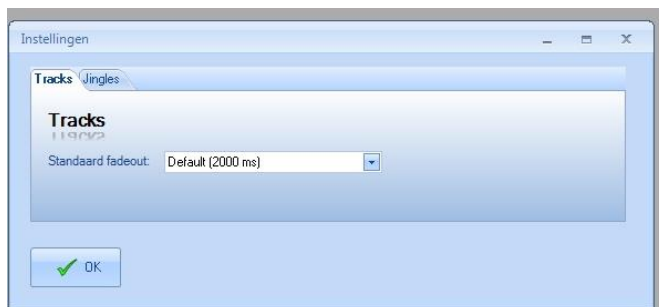 Instellingen
Tracks Jingles
Tracks
Standaard fadeout: Default (2000 ms)
OK